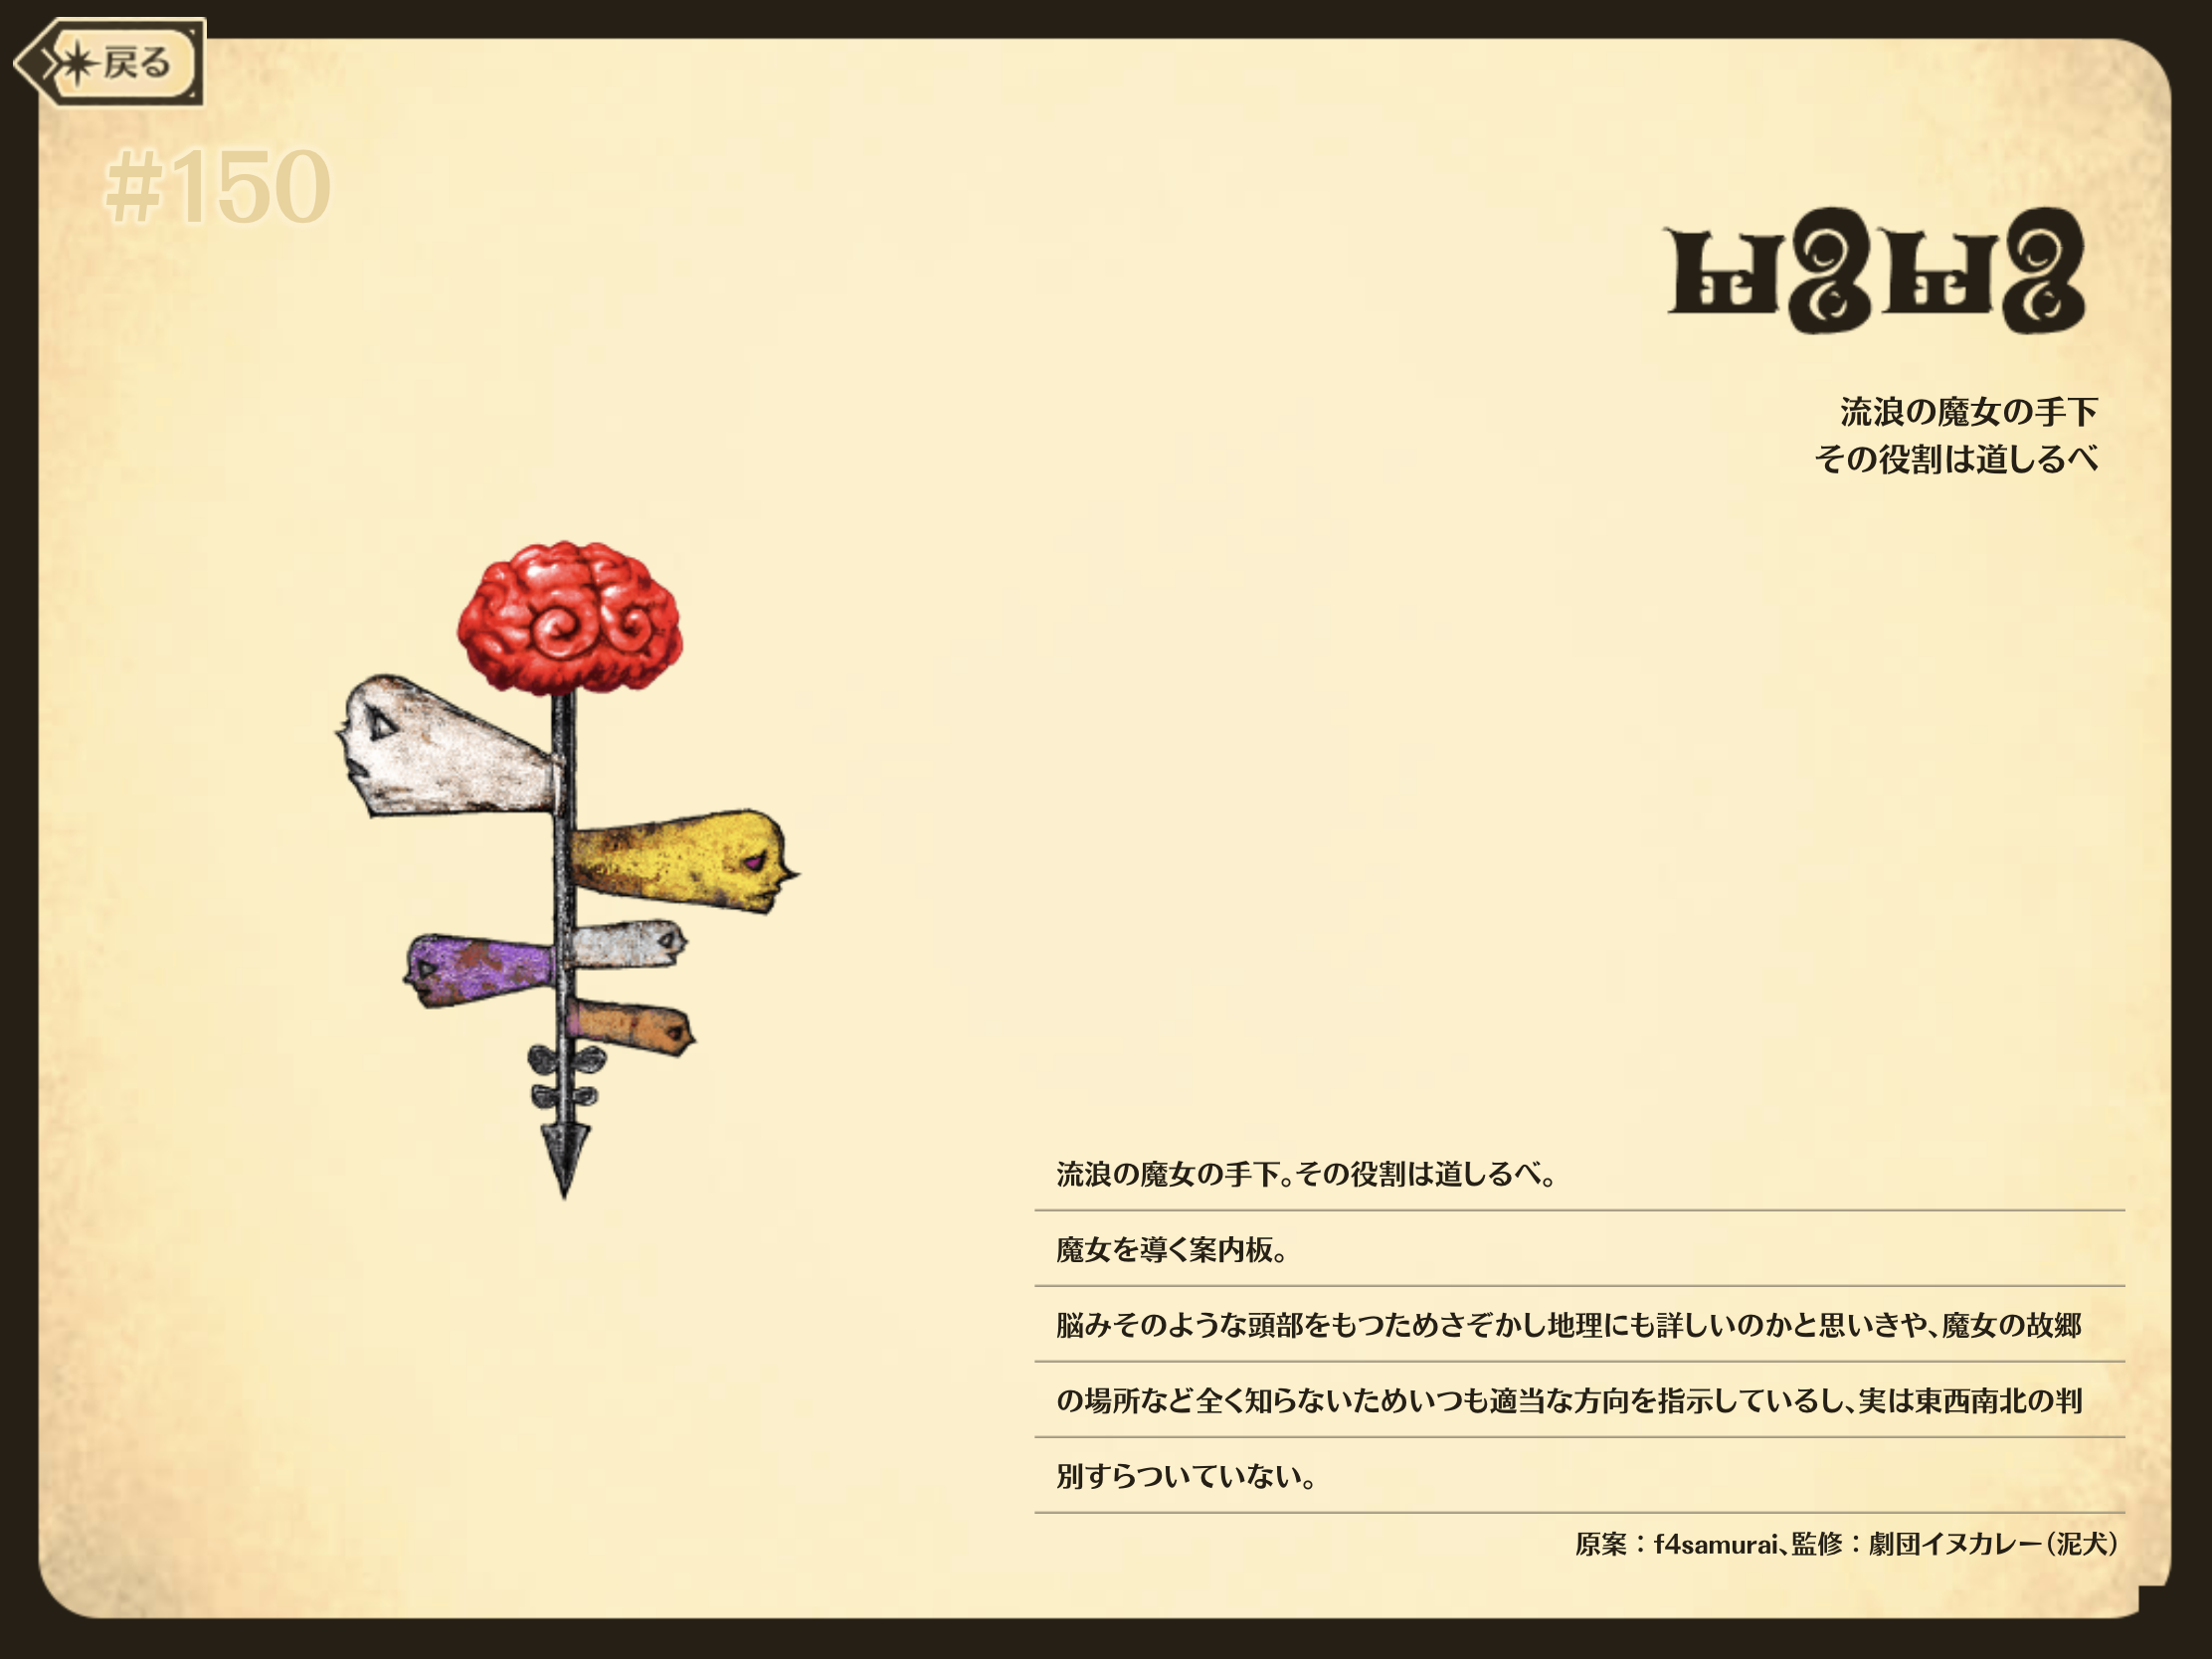 戻る
#150
流浪の魔女の手下
その役割は道しるべ
流浪の魔女の手下。その役割は道しるべ。
魔女を導く案内板。
脳みそのような頭部をもつためさぞかし地理にも詳しいのかと思いきや、魔女の故郷
の場所など全く知らないためいつも適当な方向を指示しているし、実は東西南北の判
別すらついていない。
原案：f4samurai、監修：劇団イヌカレー（泥犬）